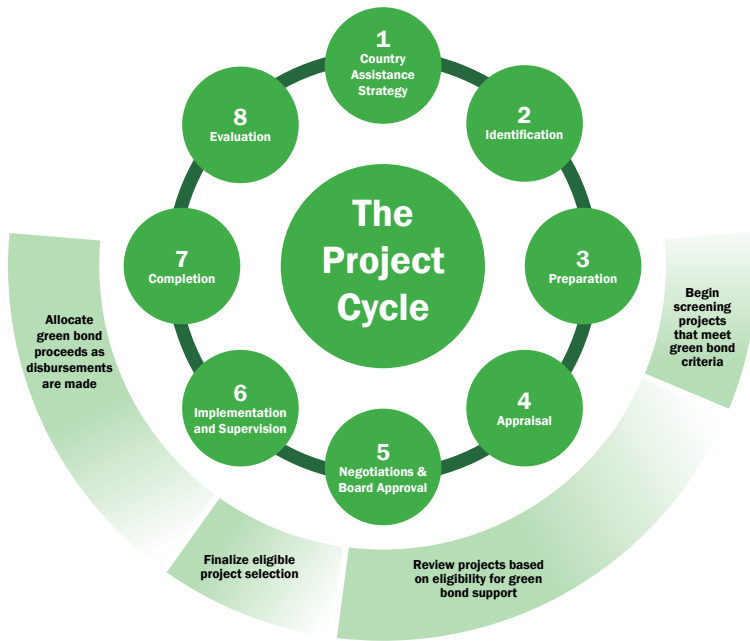 1
Country
Assistance
Strategy
2
Identification
3
Preparation
4
Appraisal
5
Negotiations &
Board Approval
6
Implementation
and Supervision
7
Completion
8
Evaluation
The
Project
Cycle
Begin
screening
projects
that meet
green bond
criteria
Review projects based
on eligibility for green
bond support
Finalize eligible
project selection
Allocate
green bond
proceeds as
disbursements
are made